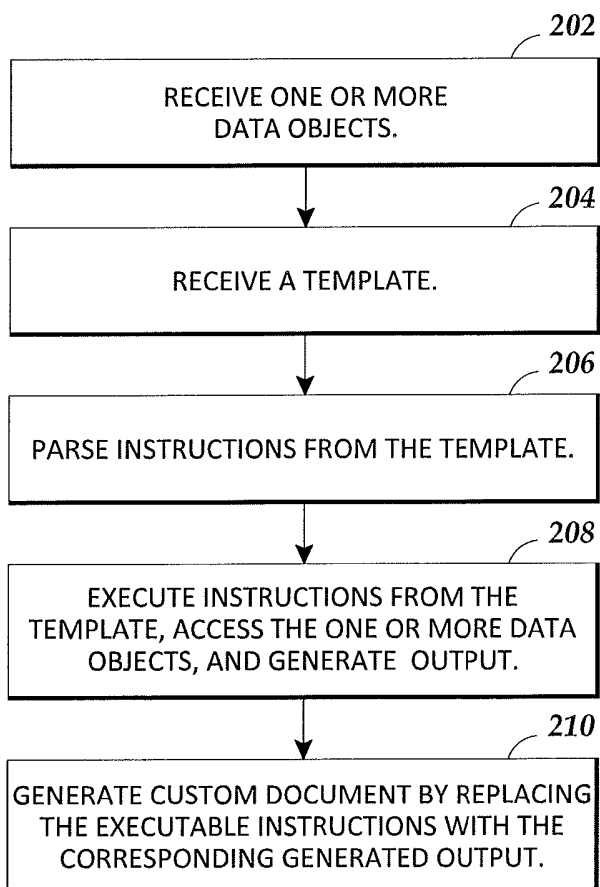 202
RECEIVE ONE OR MORE
DATA OBJECTS.
204
RECEIVE A TEMPLATE.
206
PARSE INSTRUCTIONS FROM THE TEMPLATE.
208
EXECUTE INSTRUCTIONS FROM THE
TEMPLATE, ACCESS THE ONE OR MORE DATA
OBJECTS, AND GENERATE OUTPUT.
210
GENERATE CUSTOM DOCUMENT BY REPLACING
THE EXECUTABLE INSTRUCTIONS WITH THE
CORRESPONDING GENERATED OUTPUT.